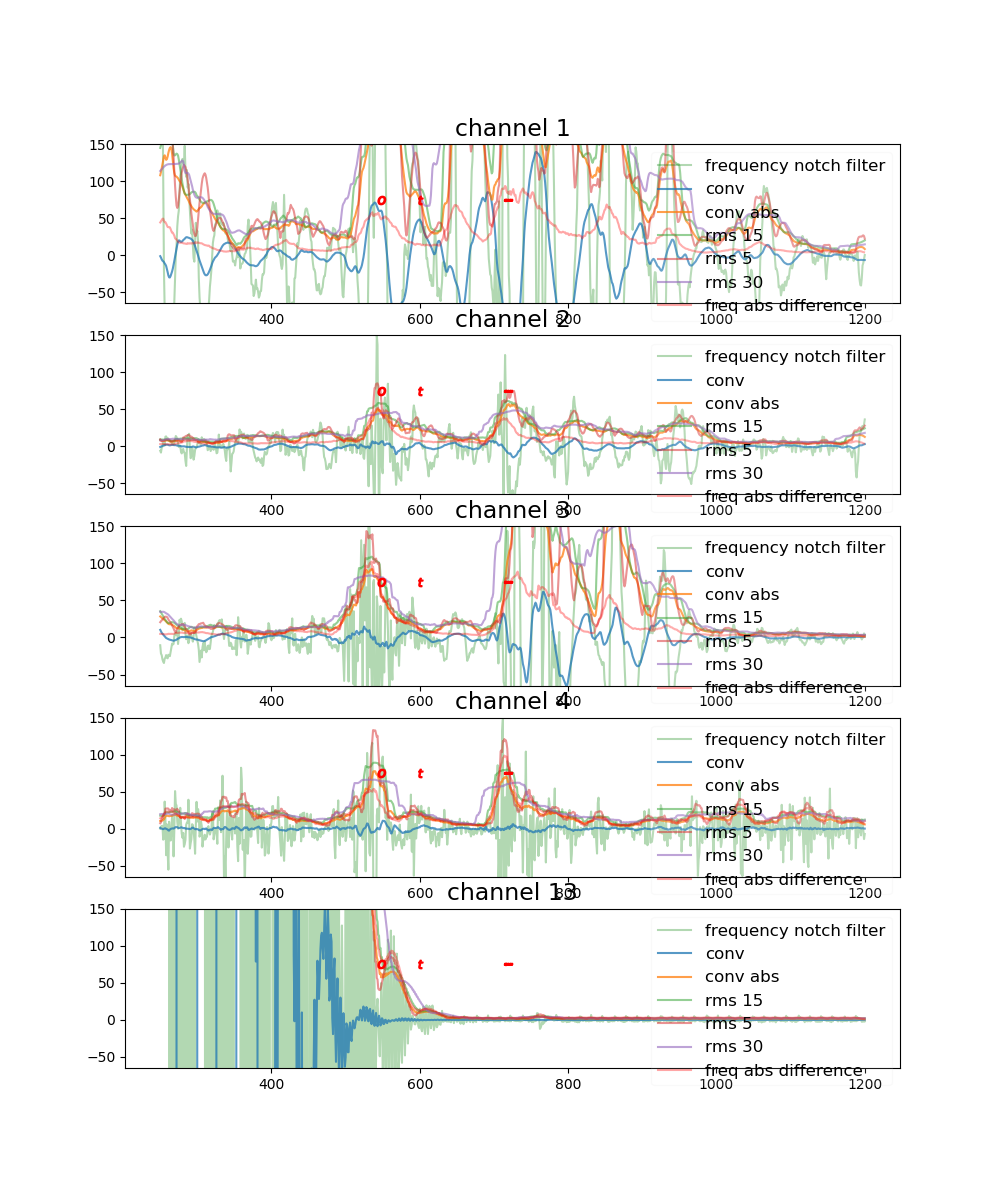 channel 1
150
100
50
0
−50
o t -
frequency notch filter
conv
conv abs
rms 15
rms 5
rms 30
freq abs difference
400 600 800 1000 1200
channel 2
150
100
50
0
−50
o t -
frequency notch filter
conv
conv abs
rms 15
rms 5
rms 30
freq abs difference
400 600 800 1000 1200
channel 3
150
100
50
0
−50
o t -
frequency notch filter
conv
conv abs
rms 15
rms 5
rms 30
freq abs difference
400 600 800 1000 1200
channel 4
150
100
50
0
−50
o t -
frequency notch filter
conv
conv abs
rms 15
rms 5
rms 30
freq abs difference
400 600 800 1000 1200
channel 13
150
100
50
0
−50
o t -
frequency notch filter
conv
conv abs
rms 15
rms 5
rms 30
freq abs difference
400 600 800 1000 1200